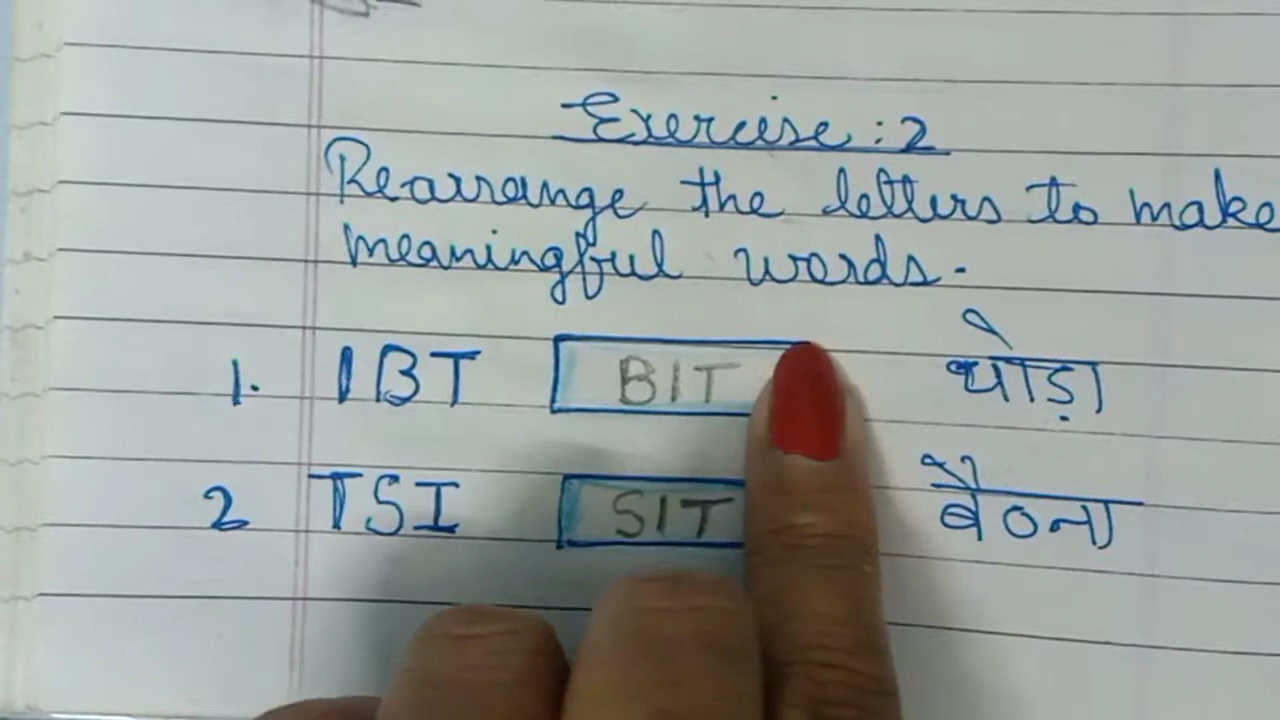 Exercise : 2
Rearrange the letters to make
meaningful words.
1. IBT BIT थोड़ा
2 TSI SIT बैठना